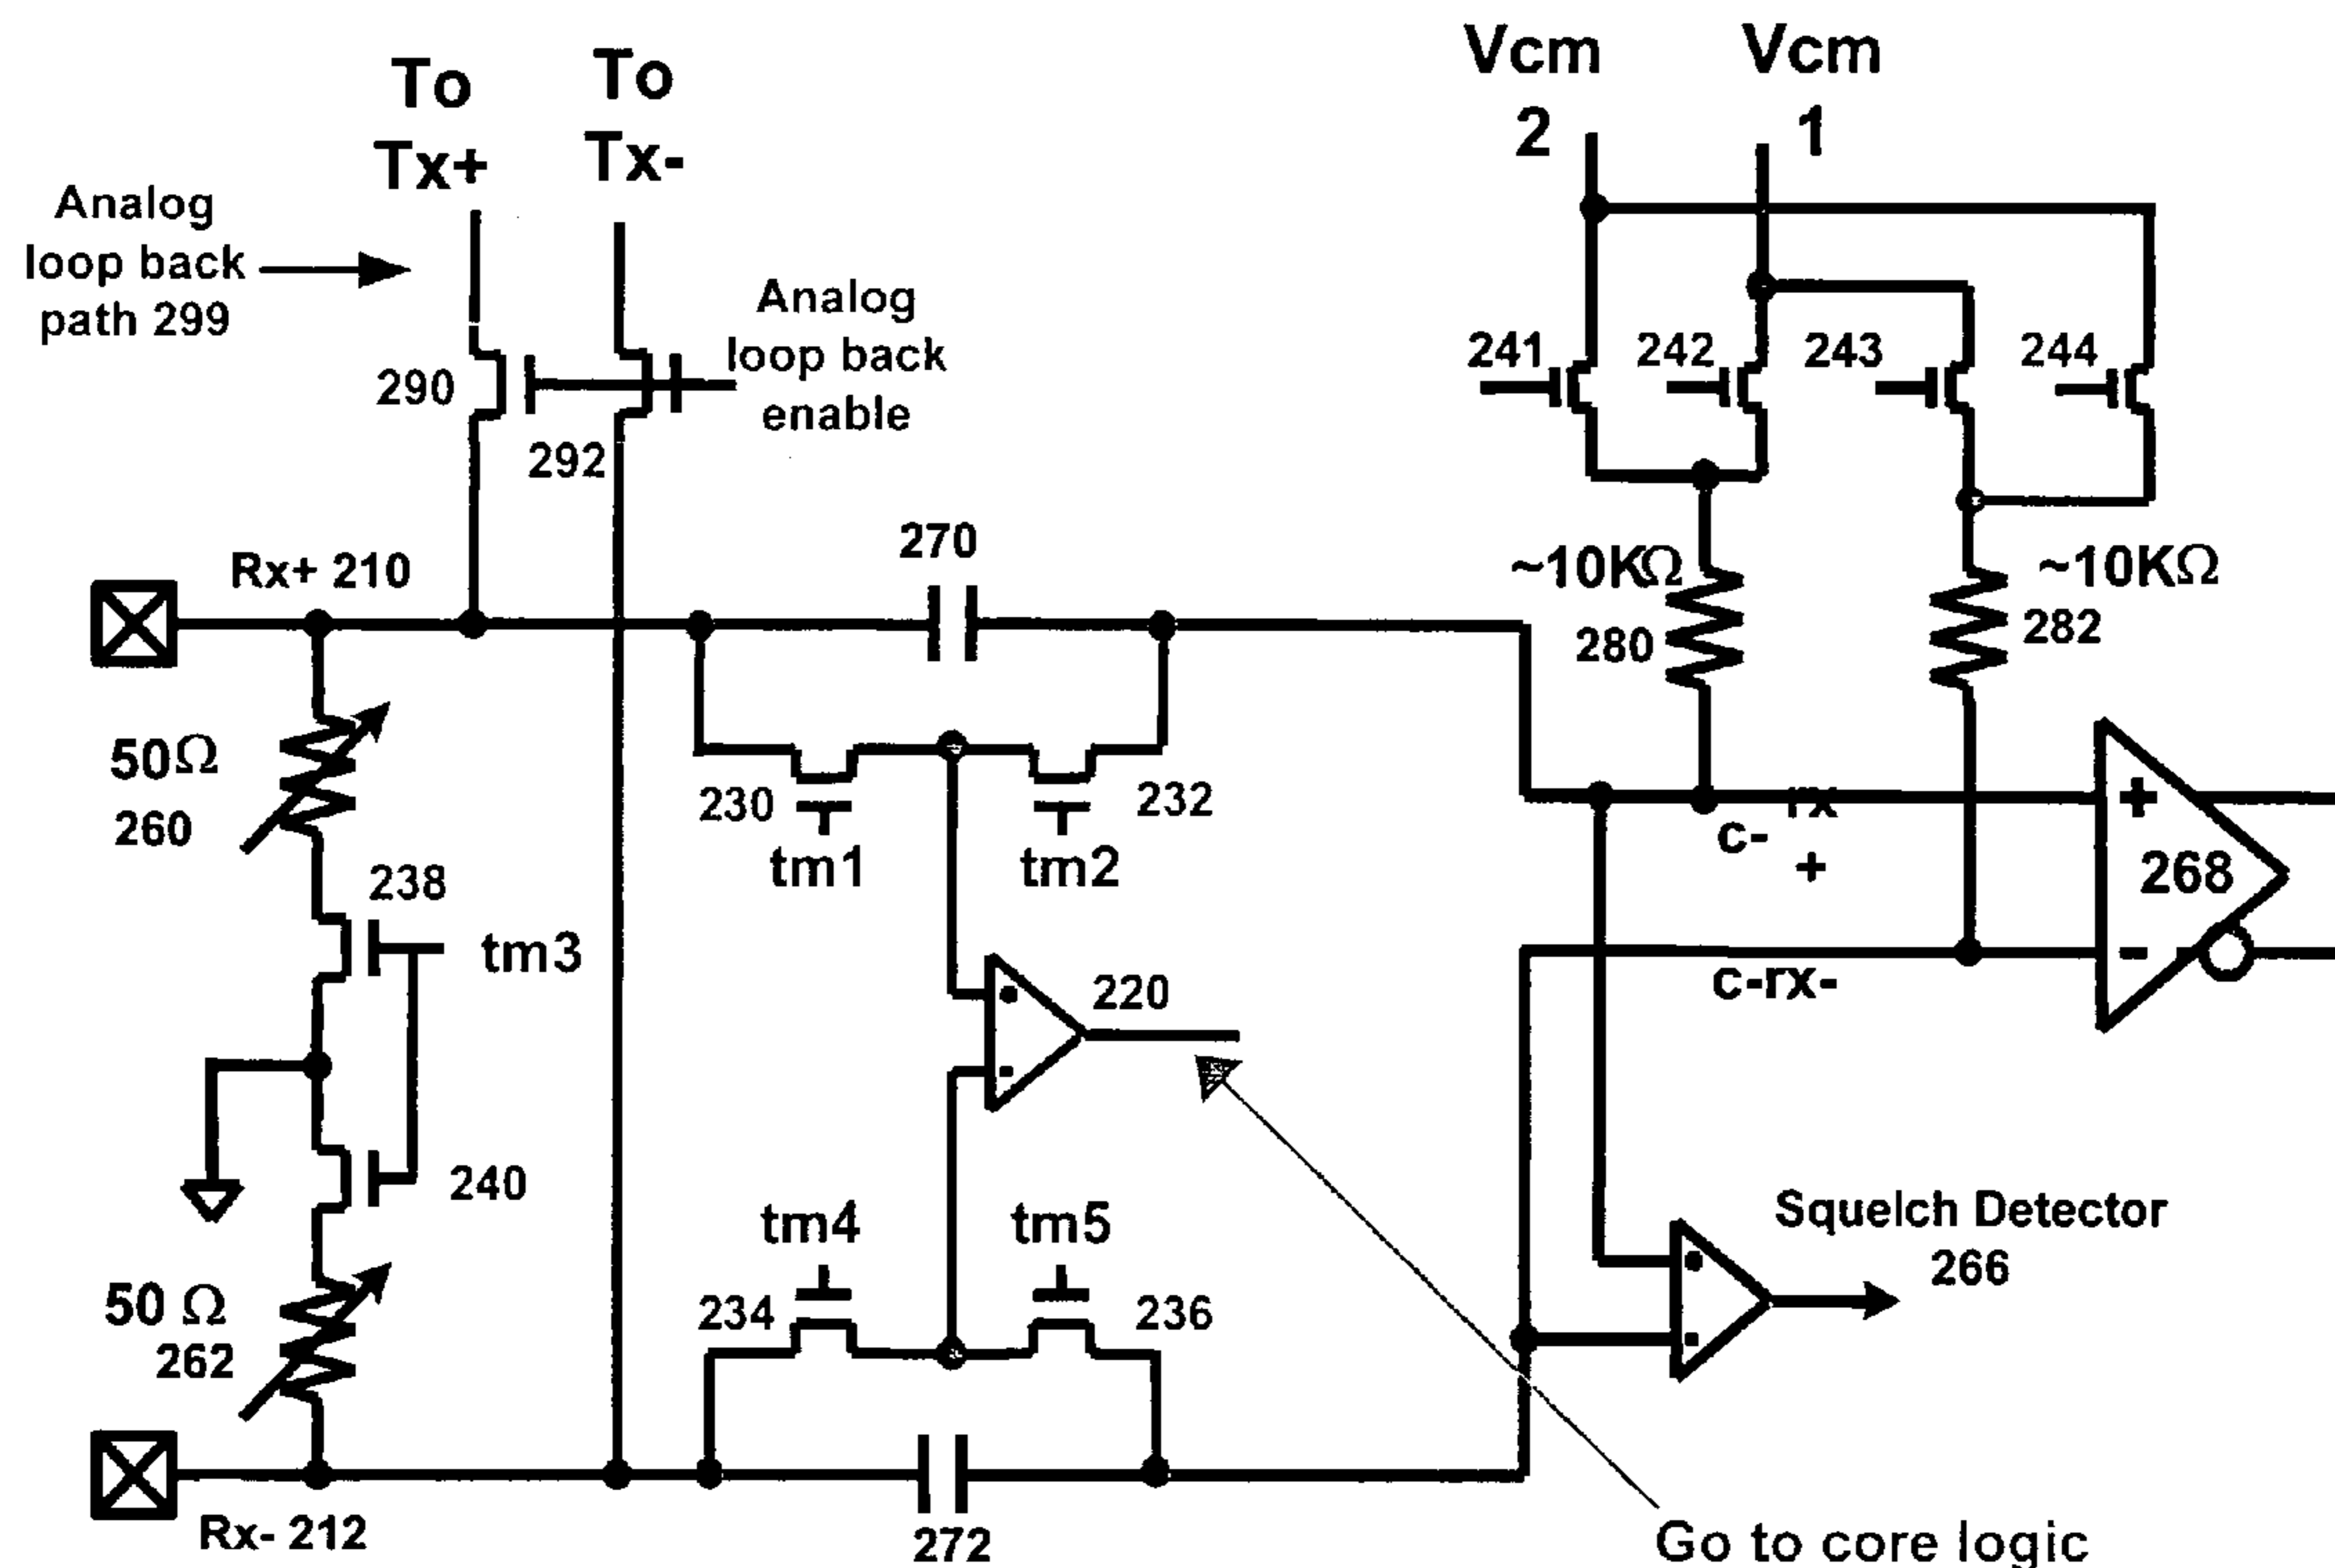 To
Tx+
To
Tx-
Vcm
2
Vcm
1
Analog
loop back
path 299
Analog
loop back
enable
290
292
241
242
243
244
Rx+ 210
270
~10KΩ
280
~10KΩ
282
50Ω
260
230
232
tm1
tm2
rx
c-
+
+
268
-
c-rx-
238
tm3
220
-
240
tm4
tm5
234
236
Squelch Detector
266
-
50 Ω
262
Rx- 212
272
Go to core logic